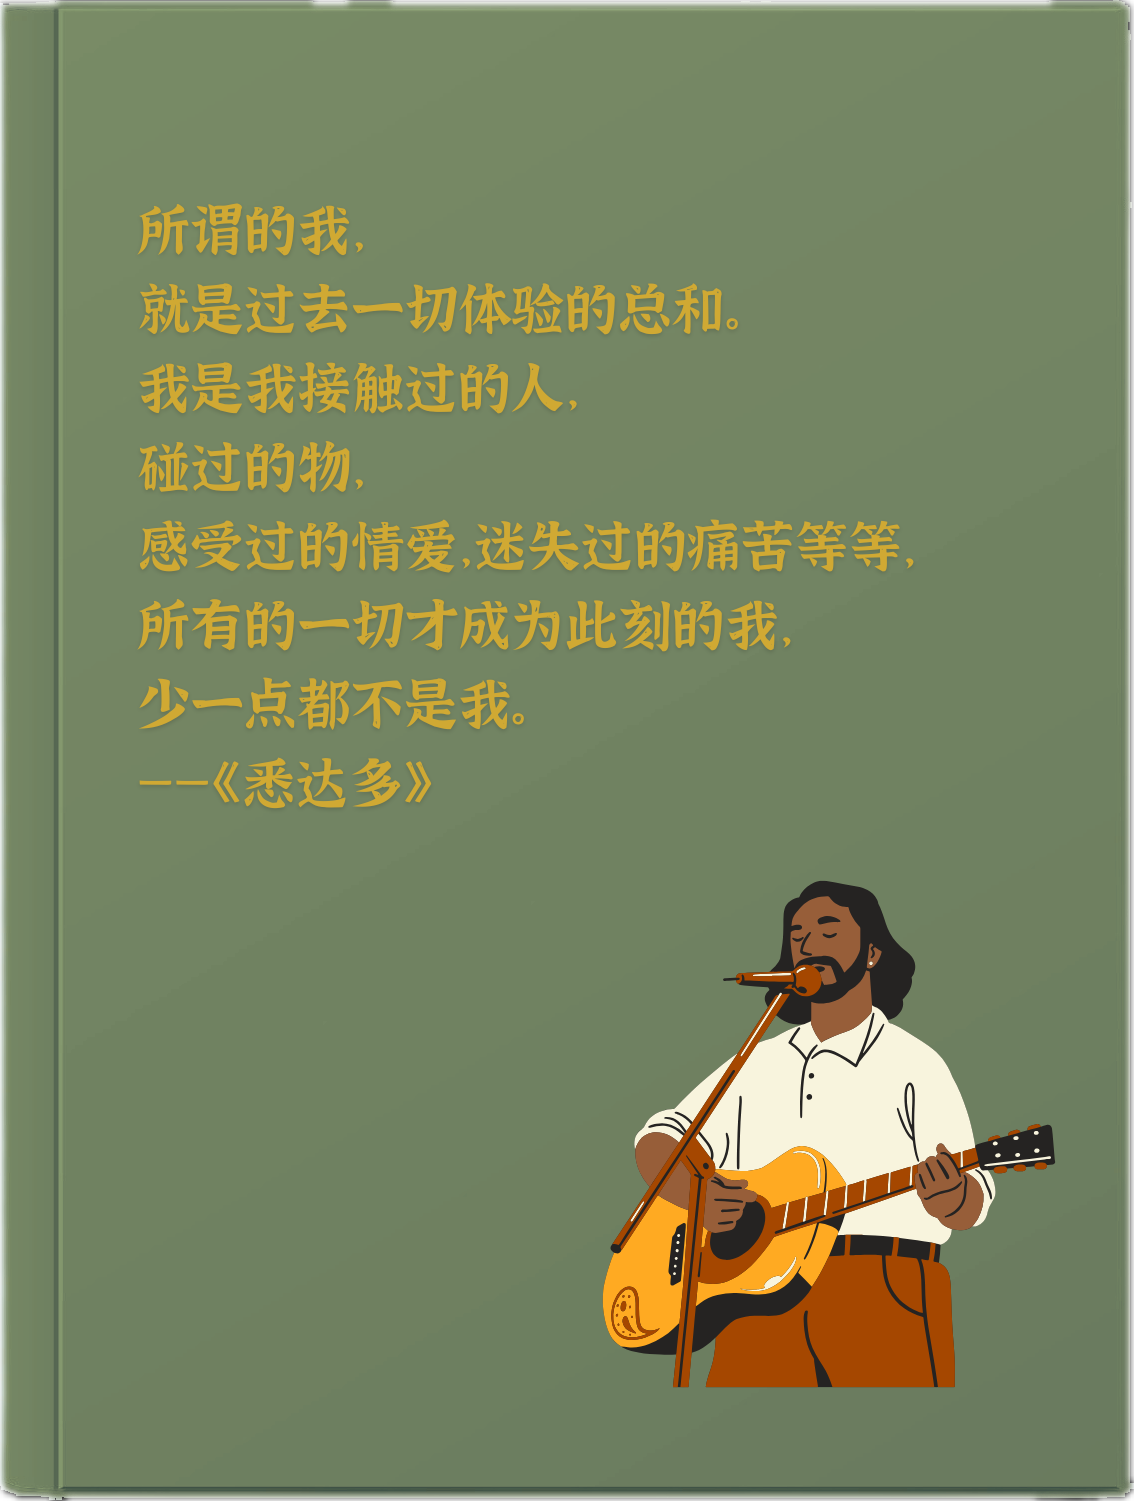 所谓的我，
就是过去一切体验的总和。
我是我接触过的人，
碰过的物，
感受过的情爱，迷失过的痛苦等等，
所有的一切才成为此刻的我，
少一点都不是我。
——《悉达多》